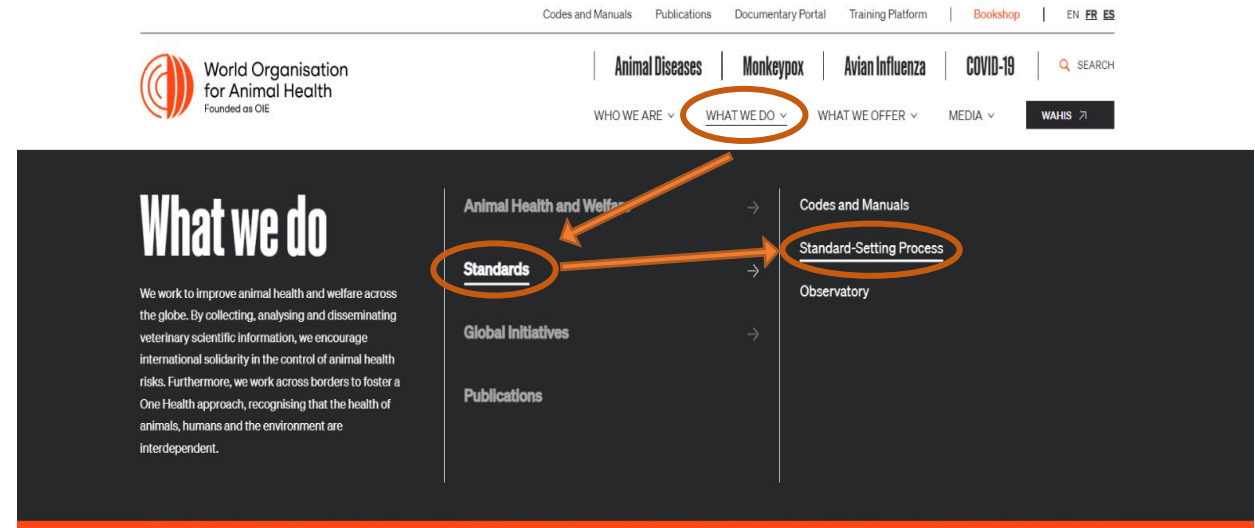 Codes and Manuals Publications Documentary Portal Training Platform | Bookshop | EN FR ES
World Organisation
for Animal Health
Founded as OIE
Animal Diseases | Monkeypox | Avian Influenza | COVID-19 | SEARCH
WHO WE ARE WHAT WE DO WHAT WE OFFER MEDIA WAHIS
What we do
We work to improve animal health and welfare across
the globe. By collecting, analysing and disseminating
veterinary scientific information, we encourage
international solidarity in the control of animal health
risks. Furthermore, we work across borders to foster a
One Health approach, recognising that the health of
animals, humans and the environment are
interdependent.
Animal Health and Welfare
Standards
Global Initiatives
Publications
Codes and Manuals
Standard-Setting Process
Observatory